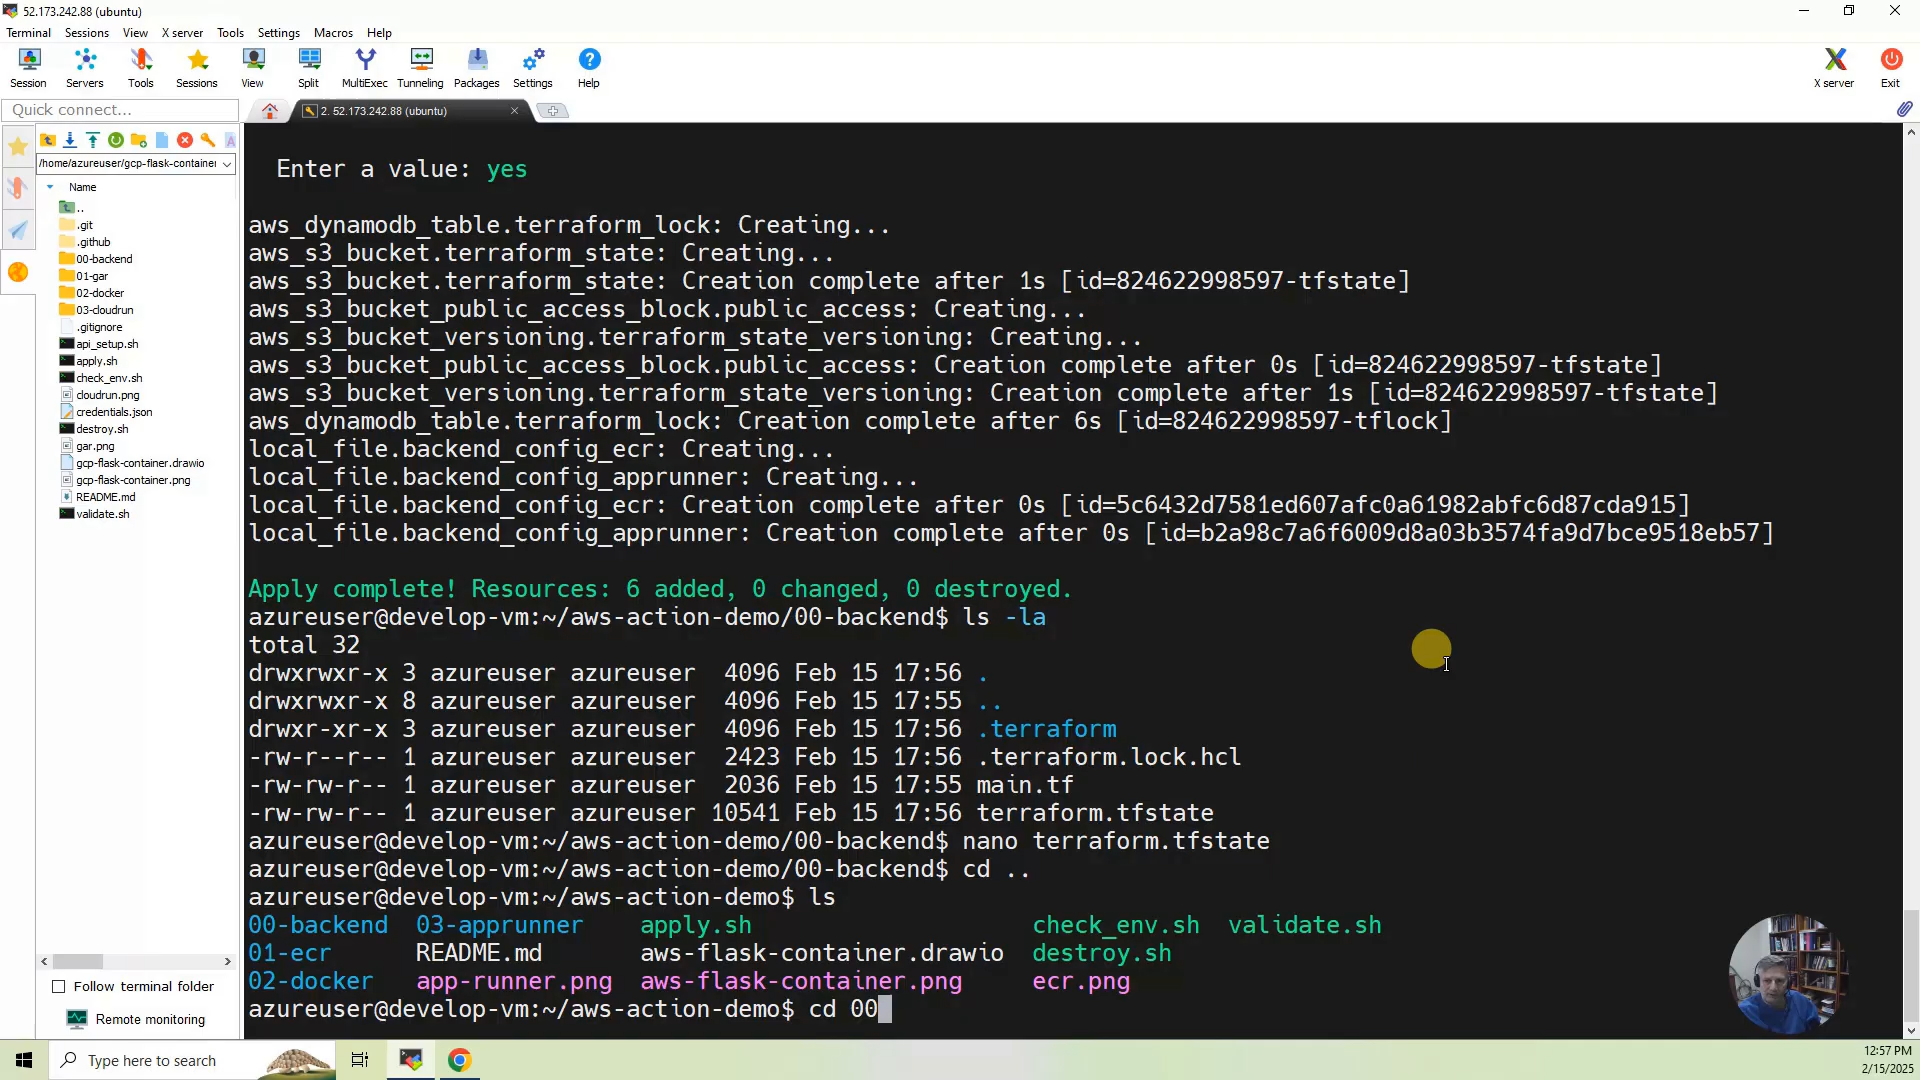 52.173.242.88 (ubuntu)
Terminal Sessions View X server Tools Settings Macros Help
Session Servers Tools Sessions View Split MultiExec Tunneling Packages Settings Help X server Exit
Quick connect...
2. 52.173.242.88 (ubuntu)
/home/azureuser/gcp-flask-container
Name
..
.git
.github
00-backend
01-gar
02-docker
03-cloudrun
.gitignore
api_setup.sh
apply.sh
check_env.sh
cloudrun.png
credentials.json
destroy.sh
gar.png
gcp-flask-container.drawio
gcp-flask-container.png
README.md
validate.sh
Follow terminal folder
Remote monitoring
Enter a value: yes
aws_dynamodb_table.terraform_lock: Creating...
aws_s3_bucket.terraform_state: Creating...
aws_s3_bucket.terraform_state: Creation complete after 1s [id=824622998597-tfstate]
aws_s3_bucket_public_access_block.public_access: Creating...
aws_s3_bucket_versioning.terraform_state_versioning: Creating...
aws_s3_bucket_public_access_block.public_access: Creation complete after 0s [id=824622998597-tfstate]
aws_s3_bucket_versioning.terraform_state_versioning: Creation complete after 1s [id=824622998597-tfstate]
aws_dynamodb_table.terraform_lock: Creation complete after 6s [id=824622998597-tflock]
local_file.backend_config_ecr: Creating...
local_file.backend_config_apprunner: Creating...
local_file.backend_config_ecr: Creation complete after 0s [id=5c6432d7581ed607afc0a61982abfc6d87cda915]
local_file.backend_config_apprunner: Creation complete after 0s [id=b2a98c7a6f6009d8a03b3574fa9d7bce9518eb57]
Apply complete! Resources: 6 added, 0 changed, 0 destroyed.
azureuser@develop-vm:~/aws-action-demo/00-backend$ ls -la
total 32
drwxrwxr-x 3 azureuser azureuser 4096 Feb 15 17:56 .
drwxrwxr-x 8 azureuser azureuser 4096 Feb 15 17:55 ..
drwxr-xr-x 3 azureuser azureuser 4096 Feb 15 17:56 .terraform
-rw-r--r-- 1 azureuser azureuser 2423 Feb 15 17:56 .terraform.lock.hcl
-rw-rw-r-- 1 azureuser azureuser 2036 Feb 15 17:55 main.tf
-rw-rw-r-- 1 azureuser azureuser 10541 Feb 15 17:56 terraform.tfstate
azureuser@develop-vm:~/aws-action-demo/00-backend$ nano terraform.tfstate
azureuser@develop-vm:~/aws-action-demo/00-backend$ cd ..
azureuser@develop-vm:~/aws-action-demo$ ls
00-backend 03-apprunner apply.sh check_env.sh validate.sh
01-ecr README.md aws-flask-container.drawio destroy.sh
02-docker app-runner.png aws-flask-container.png ecr.png
azureuser@develop-vm:~/aws-action-demo$ cd 00
Type here to search
12:57 PM
2/15/2025